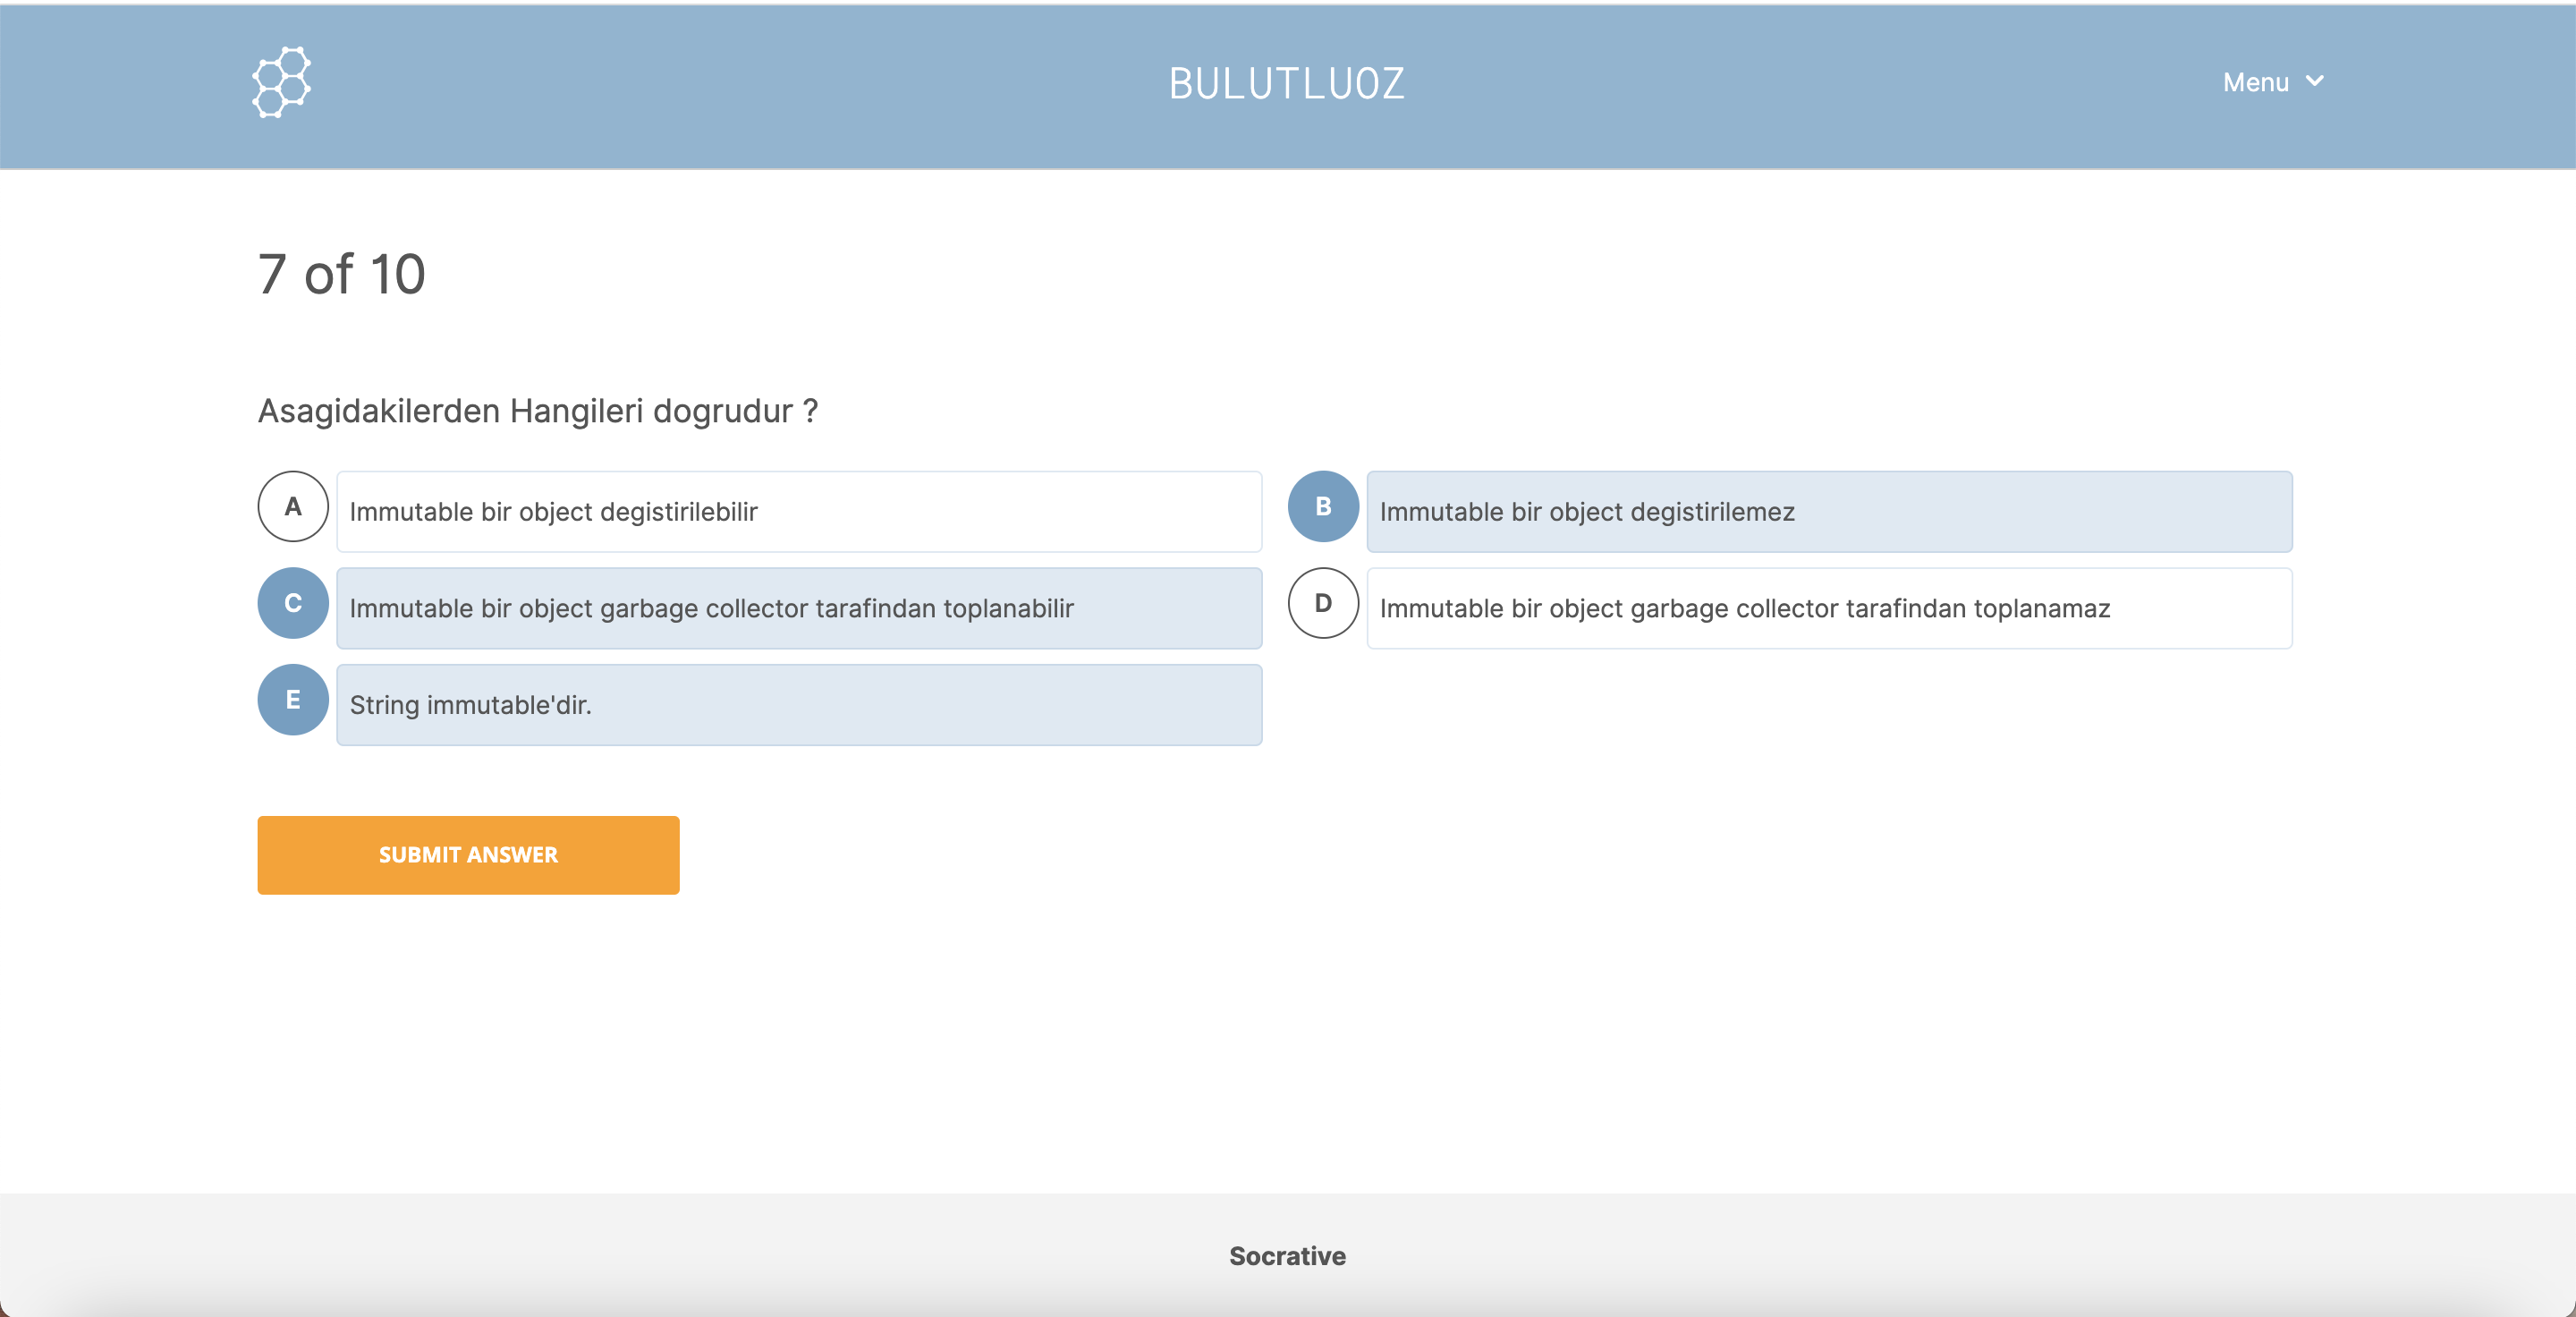 BULUTLUOZ
Menu
7 of 10
Asagidakilerden Hangileri dogrudur ?
A
Immutable bir object degistirilebilir
B
Immutable bir object degistirilemez
C
Immutable bir object garbage collector tarafindan toplanabilir
D
Immutable bir object garbage collector tarafindan toplanamaz
E
String immutable'dir.
SUBMIT ANSWER
Socrative